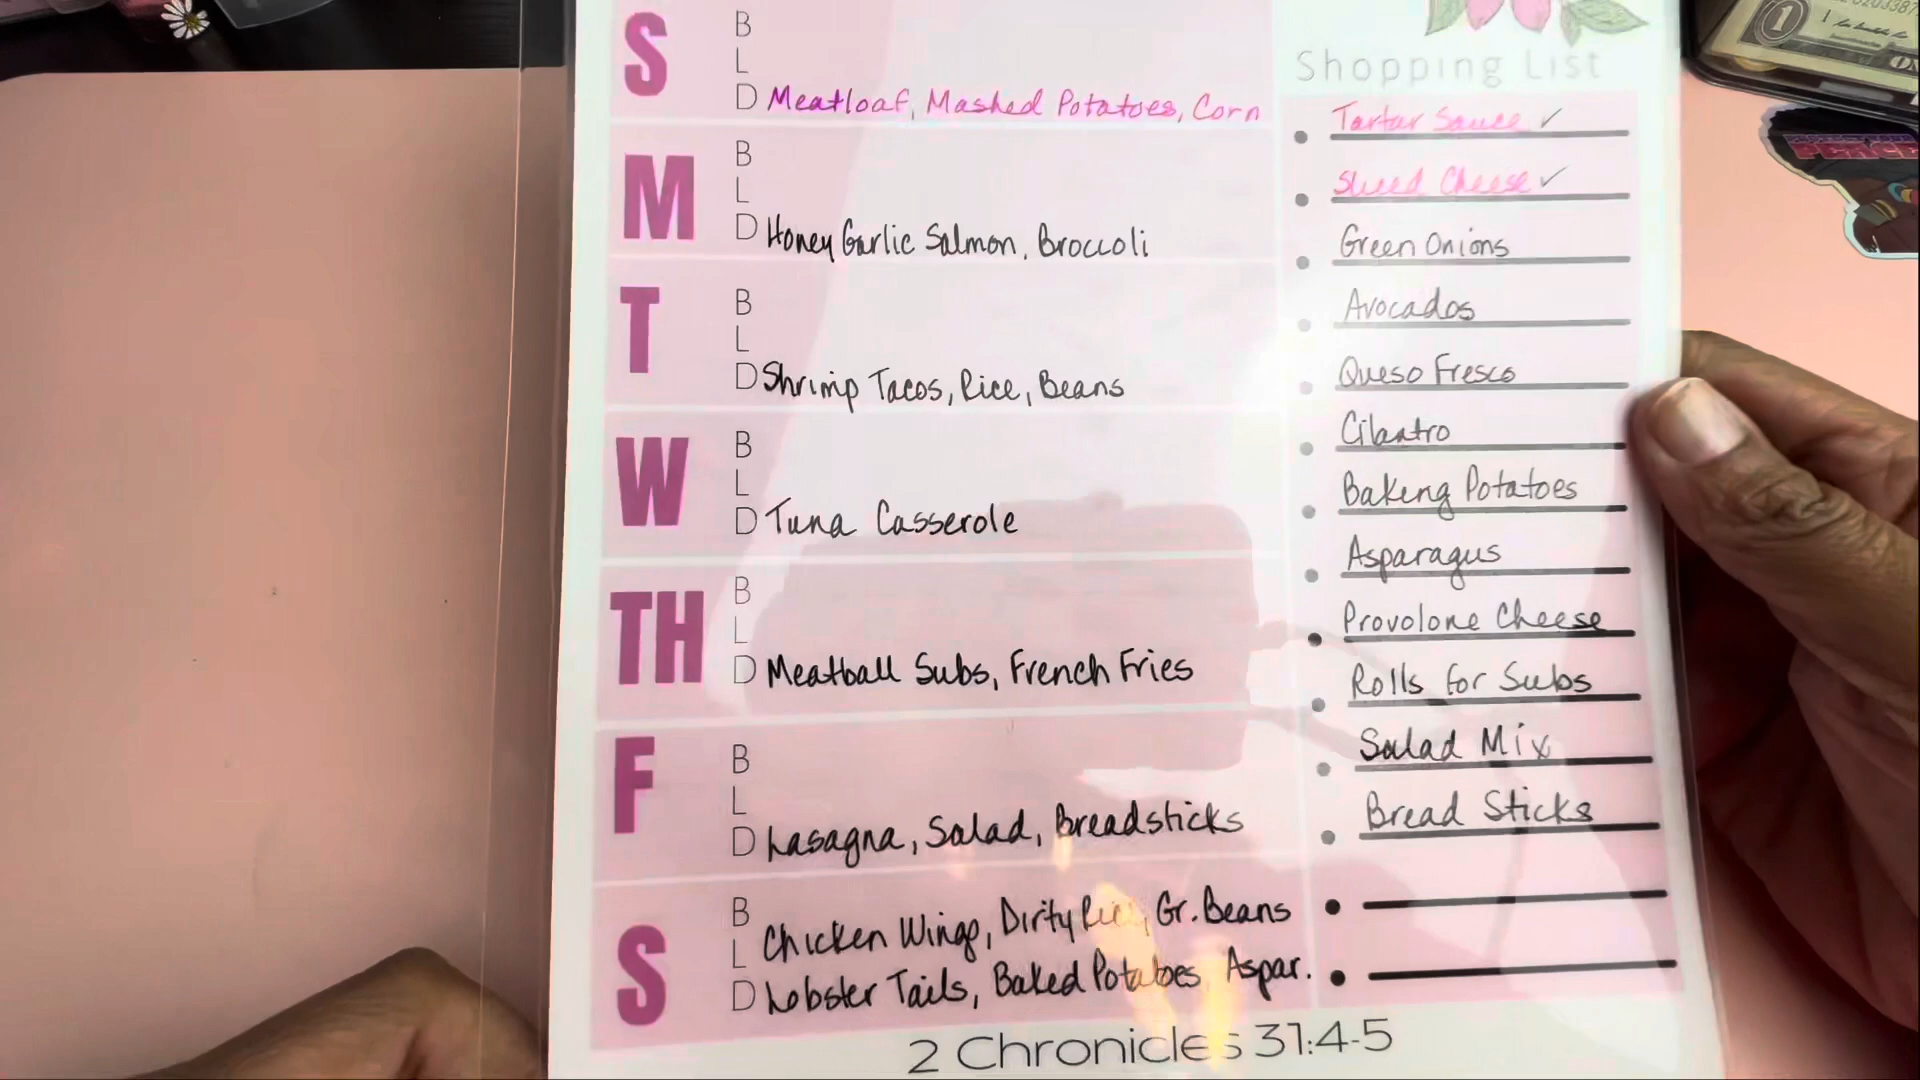 S
B
L
D Meatloaf, Mashed Potatoes, Corn
M
B
L
D Honey Garlic Salmon, Broccoli
T
B
L
D Shrimp Tacos, Rice, Beans
W
B
L
D Tuna Casserole
TH
B
L
D Meatball Subs, French Fries
F
B
L
D Lasagna, Salad, Breadsticks
S
B
L Chicken Wings, Dirty Rice, Gr. Beans
D Lobster Tails, Baked Potatoes Aspar.
Shopping List
Tartar Sauce ✓
Sliced Cheese ✓
Green Onions
Avocados
Queso Fresco
Cilantro
Baking Potatoes
Asparagus
Provolone Cheese
Rolls for Subs
Salad Mix
Bread Sticks
2 Chronicles 31:4-5
1